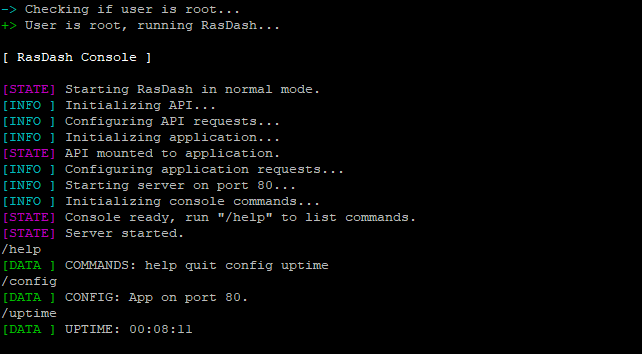 -> Checking if user is root...
+> User is root, running RasDash...
[ RasDash Console ]
[STATE] Starting RasDash in normal mode.
[INFO ] Initializing API...
[INFO ] Configuring API requests...
[INFO ] Initializing application...
[STATE] API mounted to application.
[INFO ] Configuring application requests...
[INFO ] Starting server on port 80...
[INFO ] Initializing console commands...
[STATE] Console ready, run "/help" to list commands.
[STATE] Server started.
/help
[DATA ] COMMANDS: help quit config uptime
/config
[DATA ] CONFIG: App on port 80.
/uptime
[DATA ] UPTIME: 00:08:11